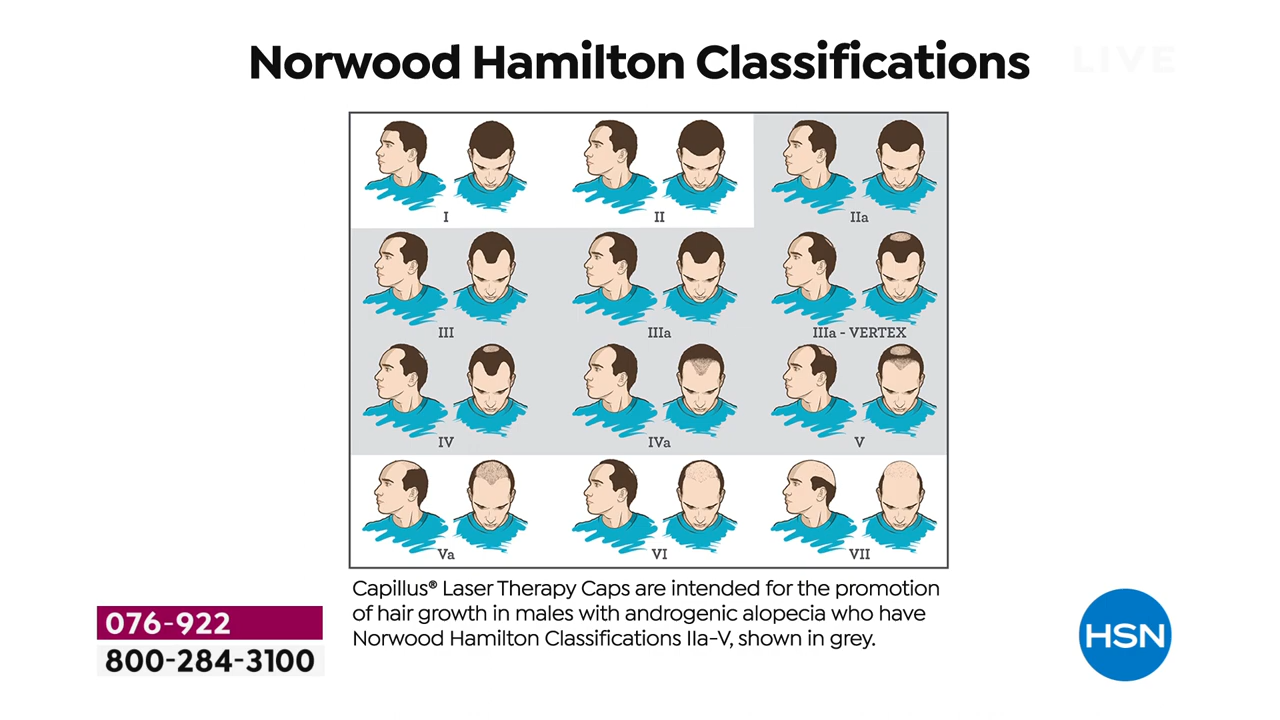 Norwood Hamilton Classifications
LIVE
I
II
IIa
III
IIIa
IIIa - VERTEX
IV
IVa
V
Va
VI
VII
Capillus® Laser Therapy Caps are intended for the promotion
of hair growth in males with androgenic alopecia who have
Norwood Hamilton Classifications IIa-V, shown in grey.
076-922
800-284-3100
HSN